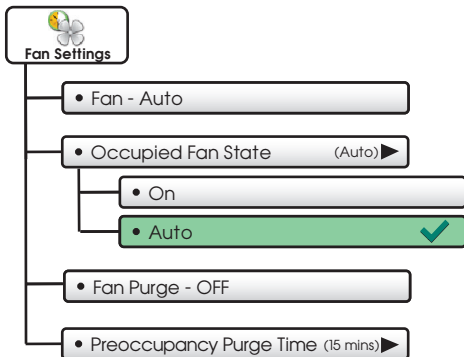 Fan Settings
• Fan - Auto
• Occupied Fan State (Auto)
• On
• Auto
• Fan Purge - OFF
• Preoccupancy Purge Time (15 mins)